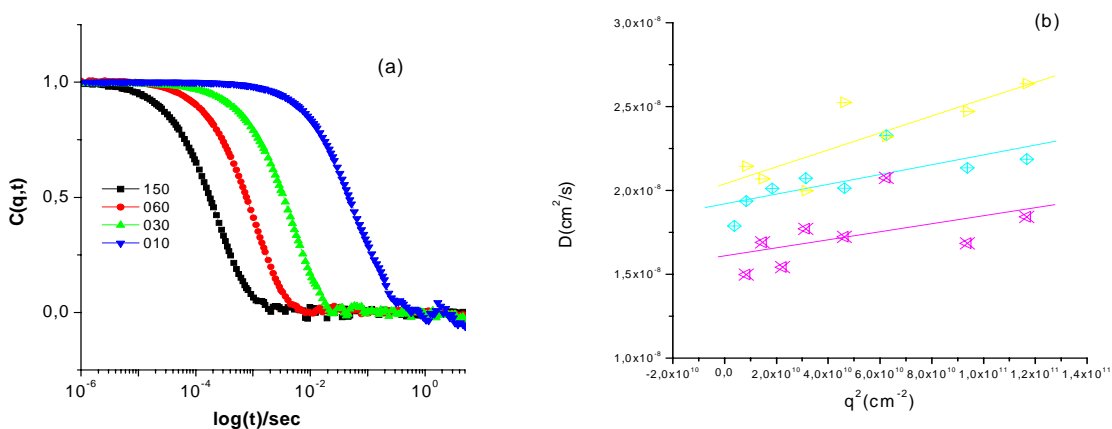 (a)
C(q,t)
1,0
0,5
0,0
150
060
030
010
10⁻⁶ 10⁻⁴ 10⁻² 10⁰
log(t)/sec
(b)
D(cm²/s)
3,0x10⁻⁸
2,5x10⁻⁸
2,0x10⁻⁸
1,5x10⁻⁸
1,0x10⁻⁸
-2,0x10¹⁰ 0,0 2,0x10¹⁰ 4,0x10¹⁰ 6,0x10¹⁰ 8,0x10¹⁰ 1,0x10¹¹ 1,2x10¹¹ 1,4x10¹¹
q²(cm⁻²)